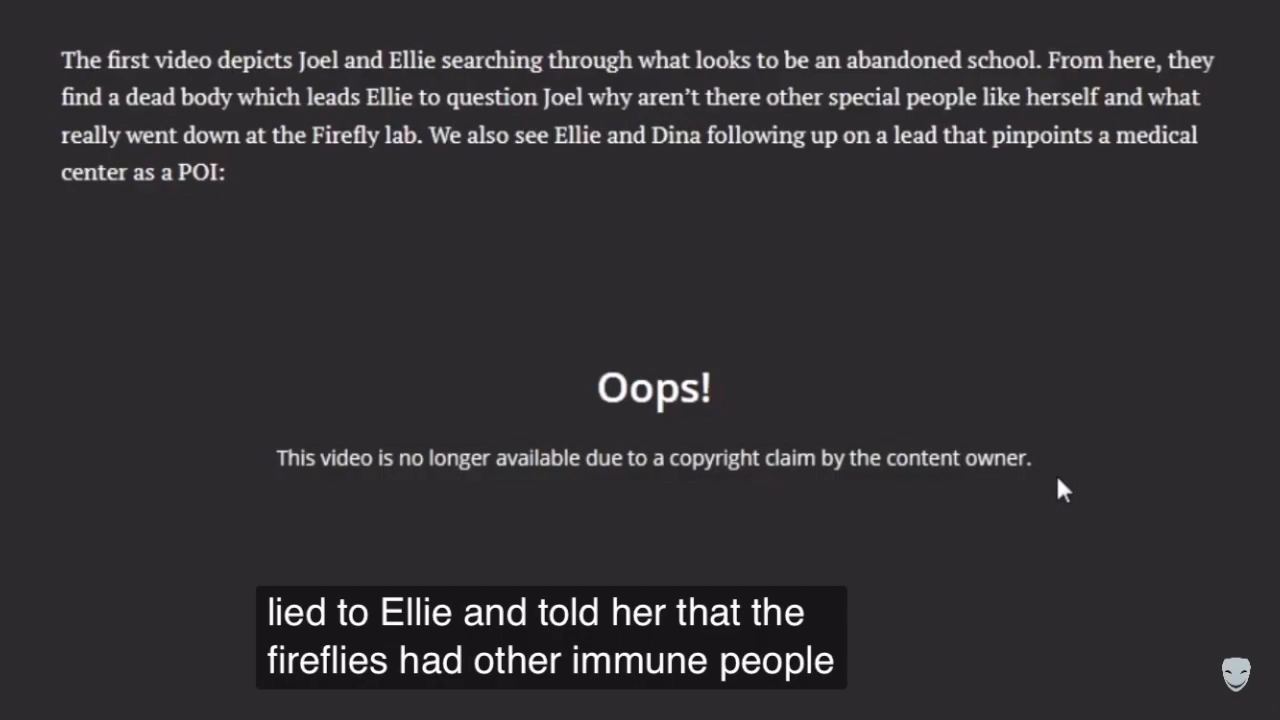 The first video depicts Joel and Ellie searching through what looks to be an abandoned school. From here, they
find a dead body which leads Ellie to question Joel why aren’t there other special people like herself and what
really went down at the Firefly lab. We also see Ellie and Dina following up on a lead that pinpoints a medical
center as a POI:
Oops!
This video is no longer available due to a copyright claim by the content owner.
lied to Ellie and told her that the
fireflies had other immune people